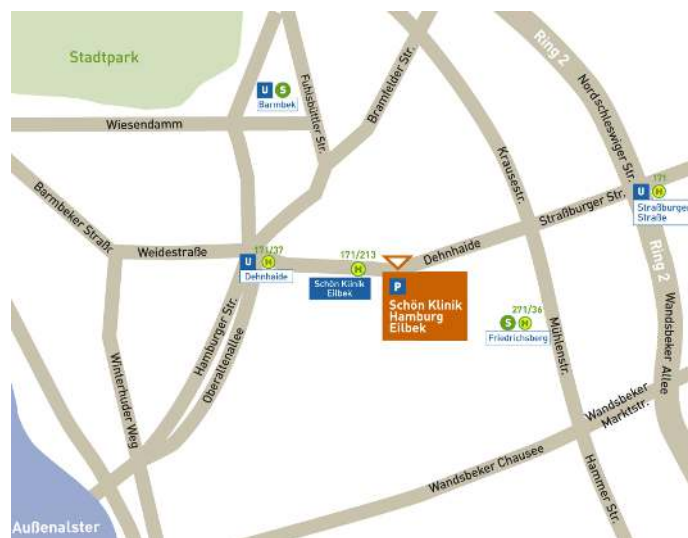 Stadtpark
Ring 2
Nordschleswiger Str.
U S
Barmbek
Fuhlsbüttler Str.
Bramfelder Str.
Wiesendamm
Krausestr.
171
U H
Straßburger
Straße
Straßburger Str.
Barmbeker Straßk
Weidestraße
171/37
U H
Dehnhaide
171/213
H
Schön Klinik
Eilbek
Dehnhaide
Ring 2
P
Schön Klinik
Hamburg
Eilbek
271/36
S H
Friedrichsberg
Mühlenstr.
Wandsbeker Allee
Hamburger Str.
Oberaltenallee
Winterhuder Weg
Wandsbeker
Marktstr.
Wandsbeker Chausee
Hammer Str.
Außenalster